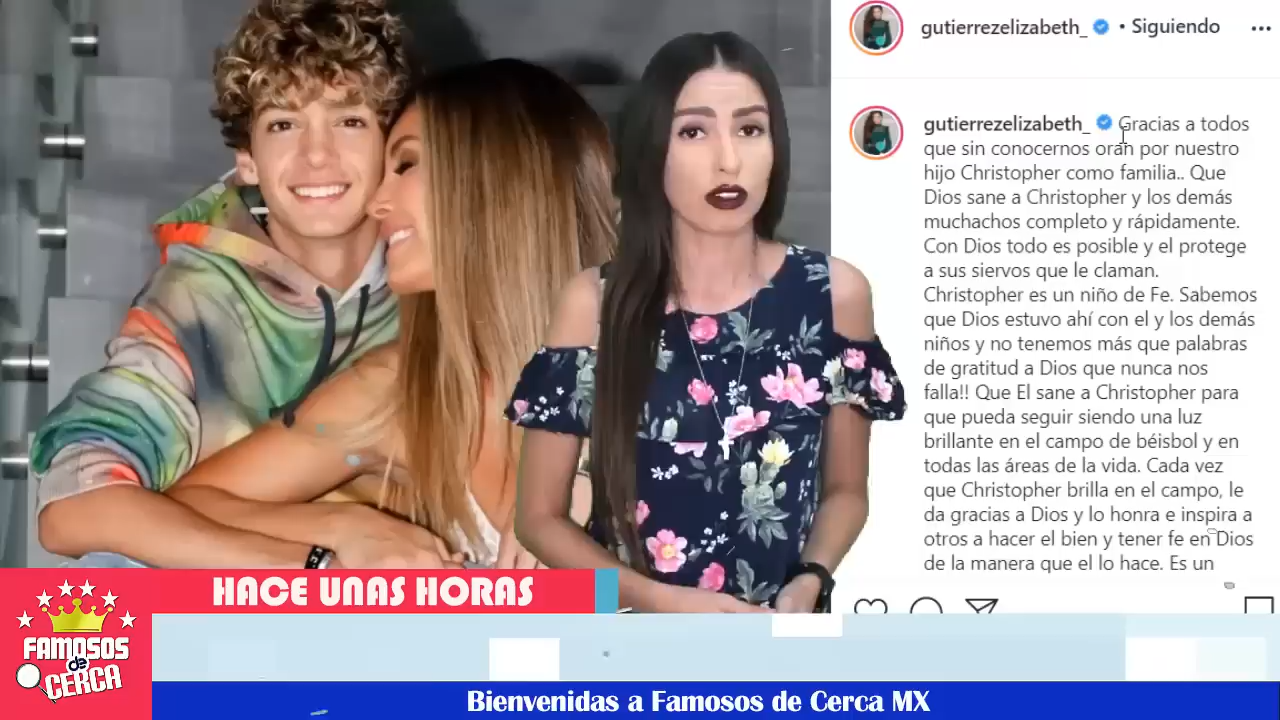 gutierrezelizabeth_ • Siguiendo ...
gutierrezelizabeth_ Gracias a todos
que sin conocernos oran por nuestro
hijo Christopher como familia.. Que
Dios sane a Christopher y los demás
muchachos completo y rápidamente.
Con Dios todo es posible y el protege
a sus siervos que le claman.
Christopher es un niño de Fe. Sabemos
que Dios estuvo ahí con el y los demás
niños y no tenemos más que palabras
de gratitud a Dios que nunca nos
falla!! Que El sane a Christopher para
que pueda seguir siendo una luz
brillante en el campo de béisbol y en
todas las áreas de la vida. Cada vez
que Christopher brilla en el campo, le
da gracias a Dios y lo honra e inspira a
otros a hacer el bien y tener fe en Dios
de la manera que el lo hace. Es un
HACE UNAS HORAS
FAMOSOS
de
CERCA
Bienvenidas a Famosos de Cerca MX